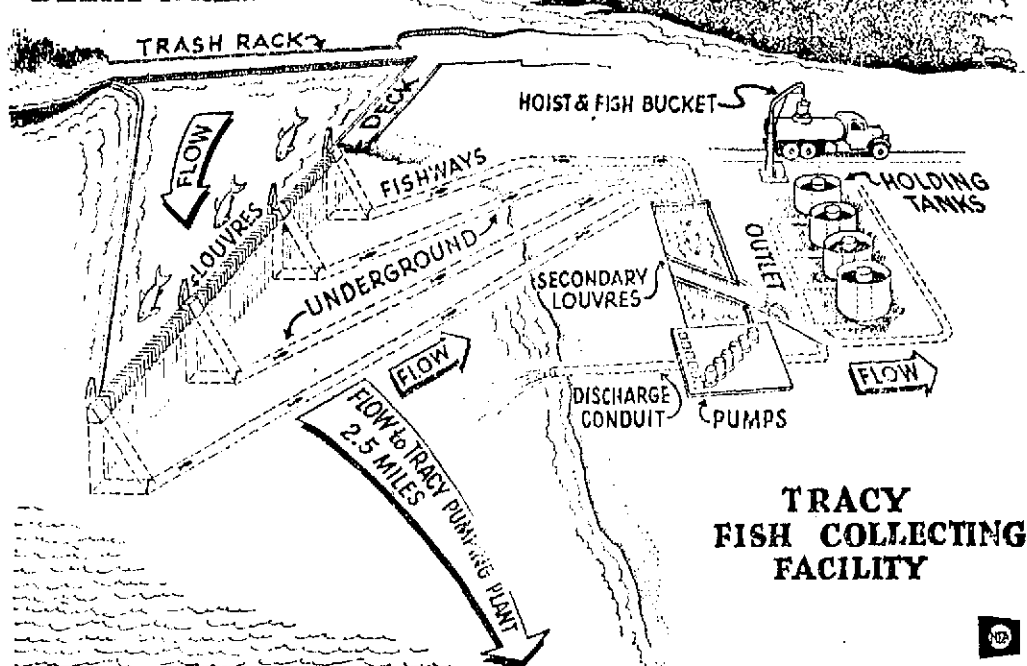 TRASH RACK
DECK
HOIST & FISH BUCKET
FLOW
FISHWAYS
HOLDING
TANKS
LOUVRES
UNDERGROUND
OUTLET
SECONDARY
LOUVRES
FLOW
FLOW
DISCHARGE
CONDUIT
PUMPS
FLOW to TRACY PUMPING PLANT
2.5 MILES
TRACY
FISH COLLECTING
FACILITY